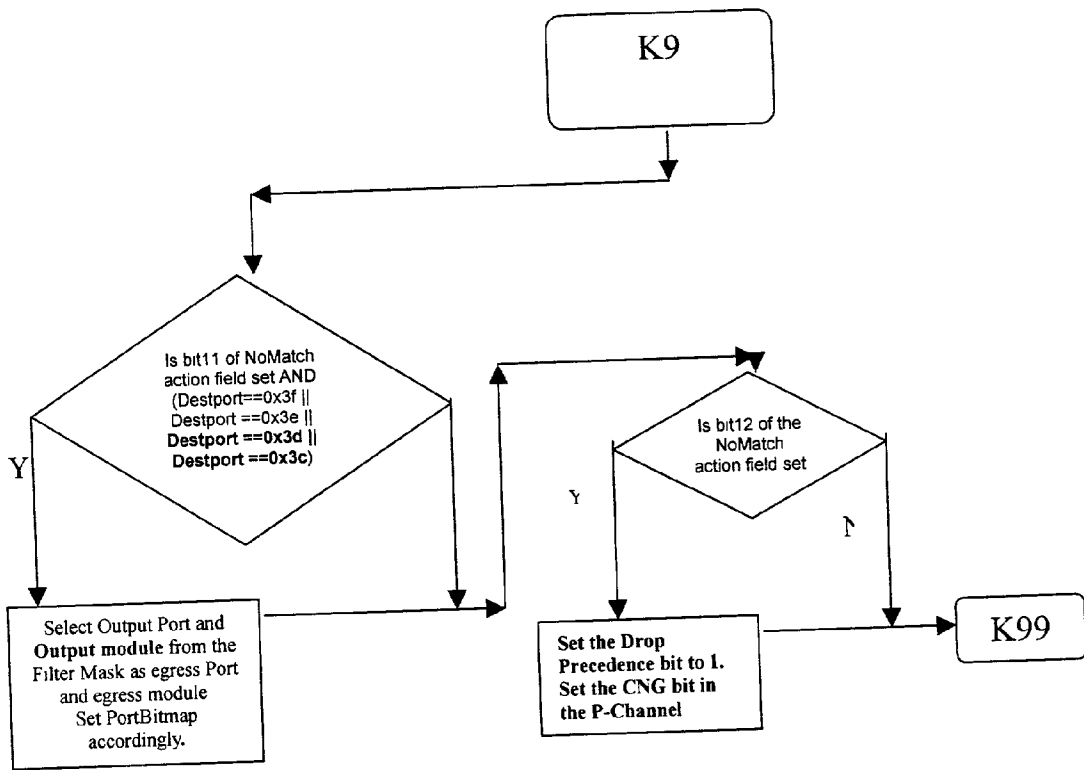 K9
Is bit11 of NoMatch
action field set AND
(Destport==0x3f ||
Destport ==0x3e ||
Destport ==0x3d ||
Destport ==0x3c)
Y
Select Output Port and
Output module from the
Filter Mask as egress Port
and egress module
Set PortBitmap
accordingly.
Is bit12 of the
NoMatch
action field set
Y
Set the Drop
Precedence bit to 1.
Set the CNG bit in
the P-Channel
K99